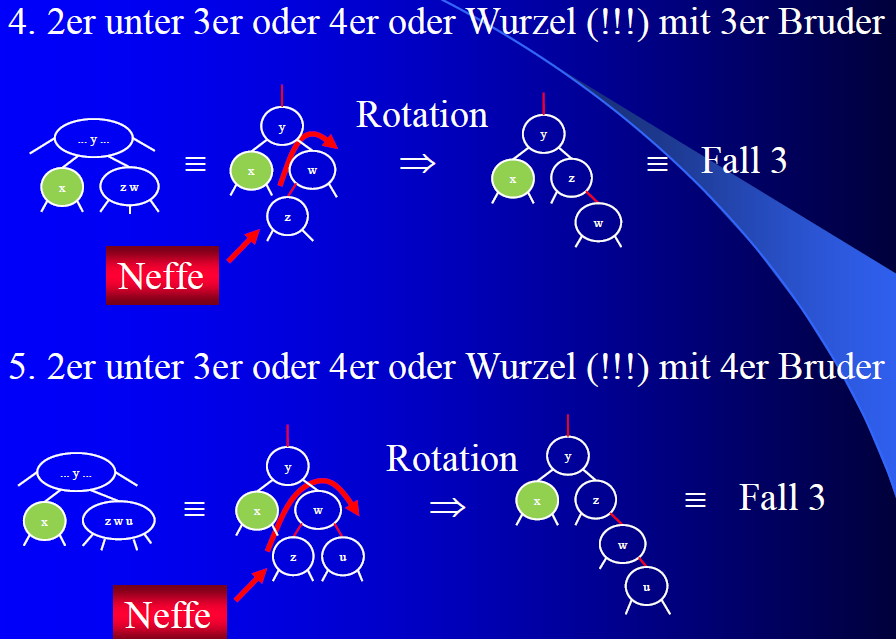 4. 2er unter 3er oder 4er oder Wurzel (!!!) mit 3er Bruder
... y ...
x
z w
≡
y
x
w
z
Neffe
Rotation
⇒
y
x
z
w
≡
Fall 3
5. 2er unter 3er oder 4er oder Wurzel (!!!) mit 4er Bruder
... y ...
x
z w u
≡
y
x
w
z
u
Neffe
Rotation
⇒
y
x
z
w
u
≡
Fall 3